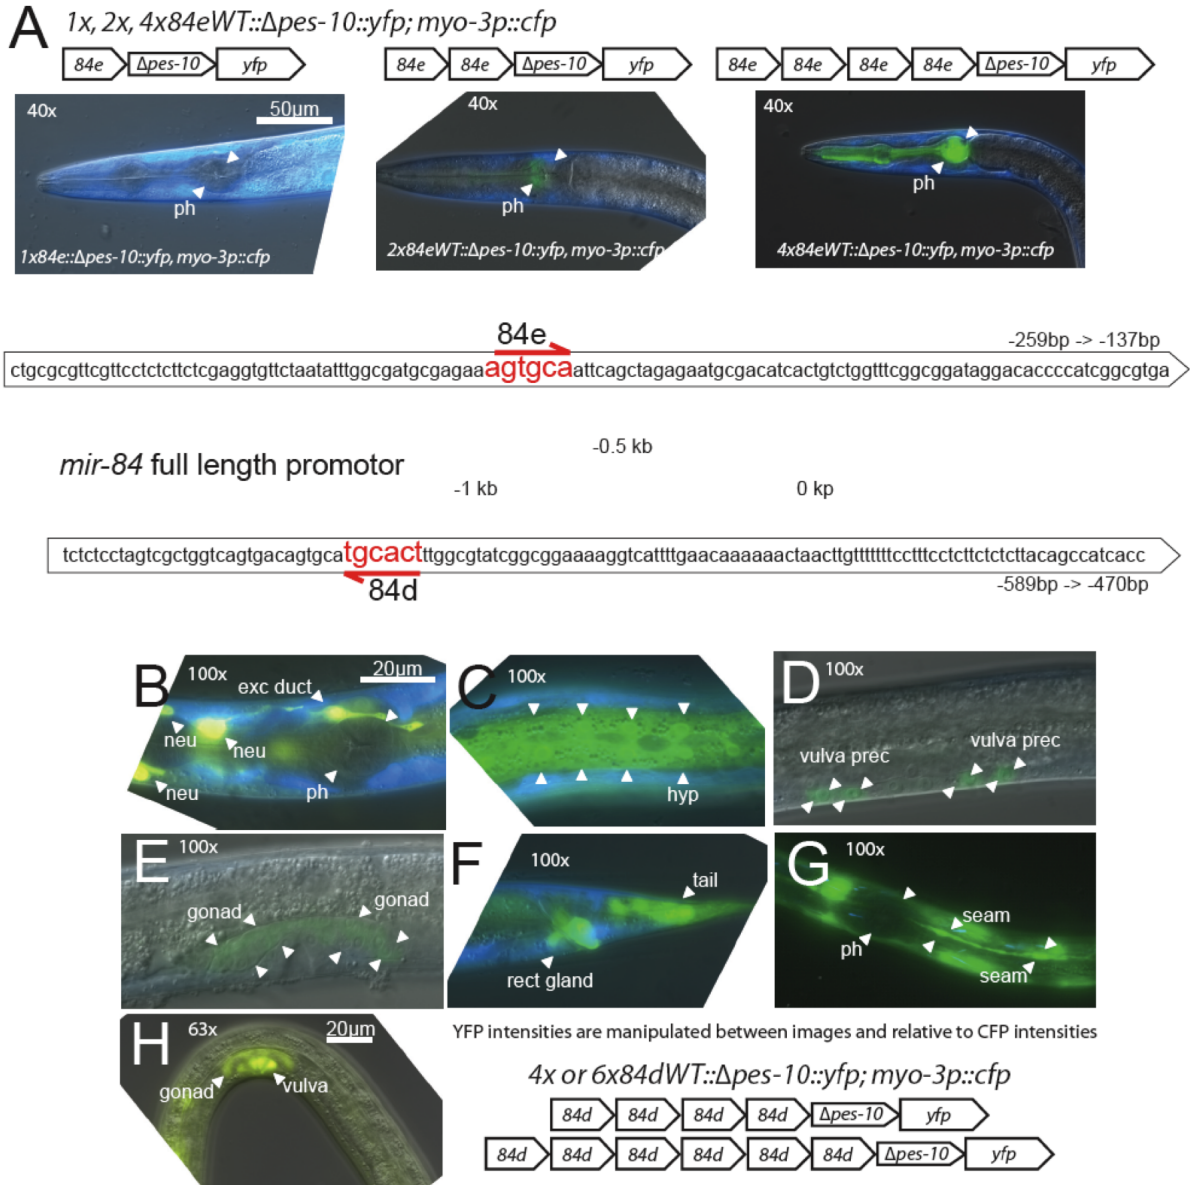 A 1x, 2x, 4x84eWT::Δpes-10::yfp; myo-3p::cfp
84e Δpes-10 yfp 84e 84e Δpes-10 yfp 84e 84e 84e 84e Δpes-10 yfp
40x 50µm 40x 40x
ph ph ph
1x84e::Δpes-10::yfp, myo-3p::cfp 2x84eWT::Δpes-10::yfp, myo-3p::cfp 4x84eWT::Δpes-10::yfp, myo-3p::cfp
84e -259bp -> -137bp
ctgcgcgttcgttcctctcttctcgaggtgttctaatatttggcgatgcgagaaagtgcaattcagctagagaatgcgacatcactgtctggtttcggcggataggacaccccatcggcgtga
-0.5 kb
mir-84 full length promotor
-1 kb 0 kp
tctctcctagtcgctggtcagtgacagtgcatgcactttggcgtatcggcggaaaaggtcattttgaacaaaaaactaacttgtttttttcctttcctcttctctcttacagccatcacc
84d -589bp -> -470bp
B 100x 20µm exc duct neu neu neu ph
C 100x hyp
D 100x vulva prec vulva prec
E 100x gonad gonad
F 100x tail rect gland
G 100x seam ph seam
H 63x 20µm gonad vulva
YFP intensities are manipulated between images and relative to CFP intensities
4x or 6x84dWT::Δpes-10::yfp; myo-3p::cfp
84d 84d 84d 84d Δpes-10 yfp
84d 84d 84d 84d 84d 84d Δpes-10 yfp